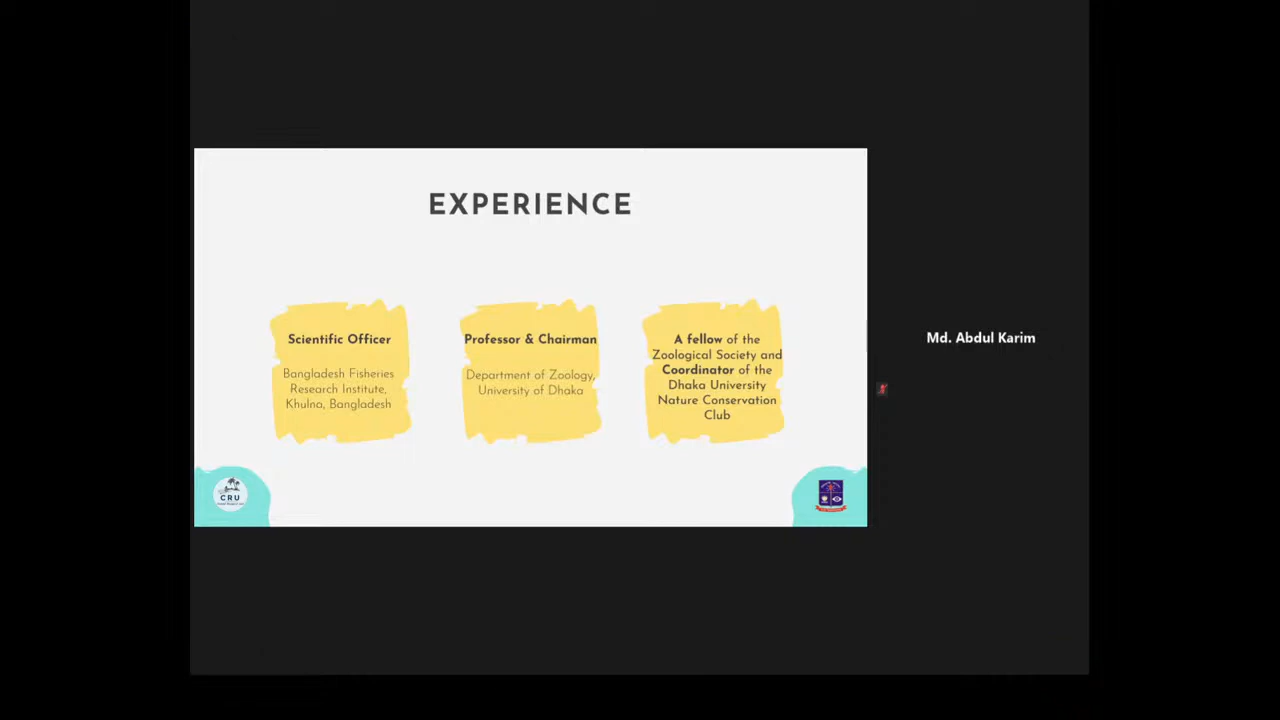 EXPERIENCE
Scientific Officer
Bangladesh Fisheries
Research Institute,
Khulna, Bangladesh
Professor & Chairman
Department of Zoology,
University of Dhaka
A fellow of the
Zoological Society and
Coordinator of the
Dhaka University
Nature Conservation
Club
Md. Abdul Karim
CRU